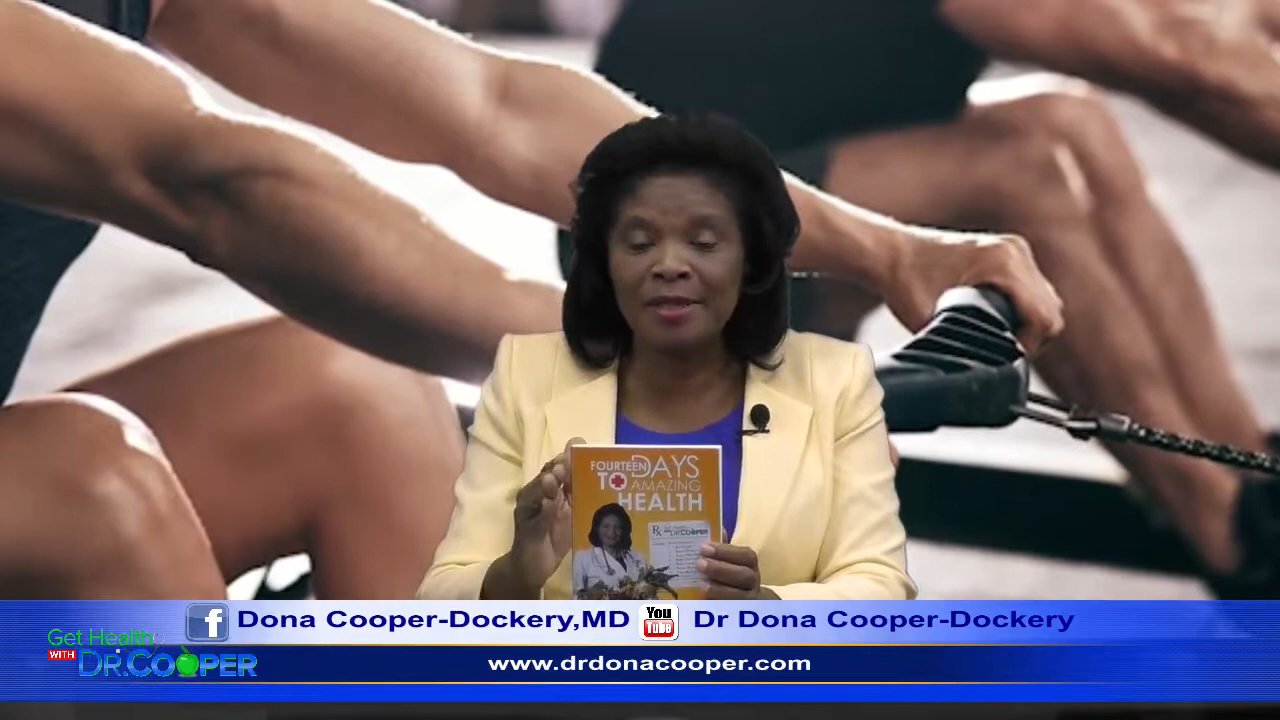 FOURTEEN DAYS
TO AMAZING
HEALTH
Rx
DR.COOPER
f Dona Cooper-Dockery,MD You Tube Dr Dona Cooper-Dockery
Get Healthy
WITH DR.COOPER
www.drdonacooper.com